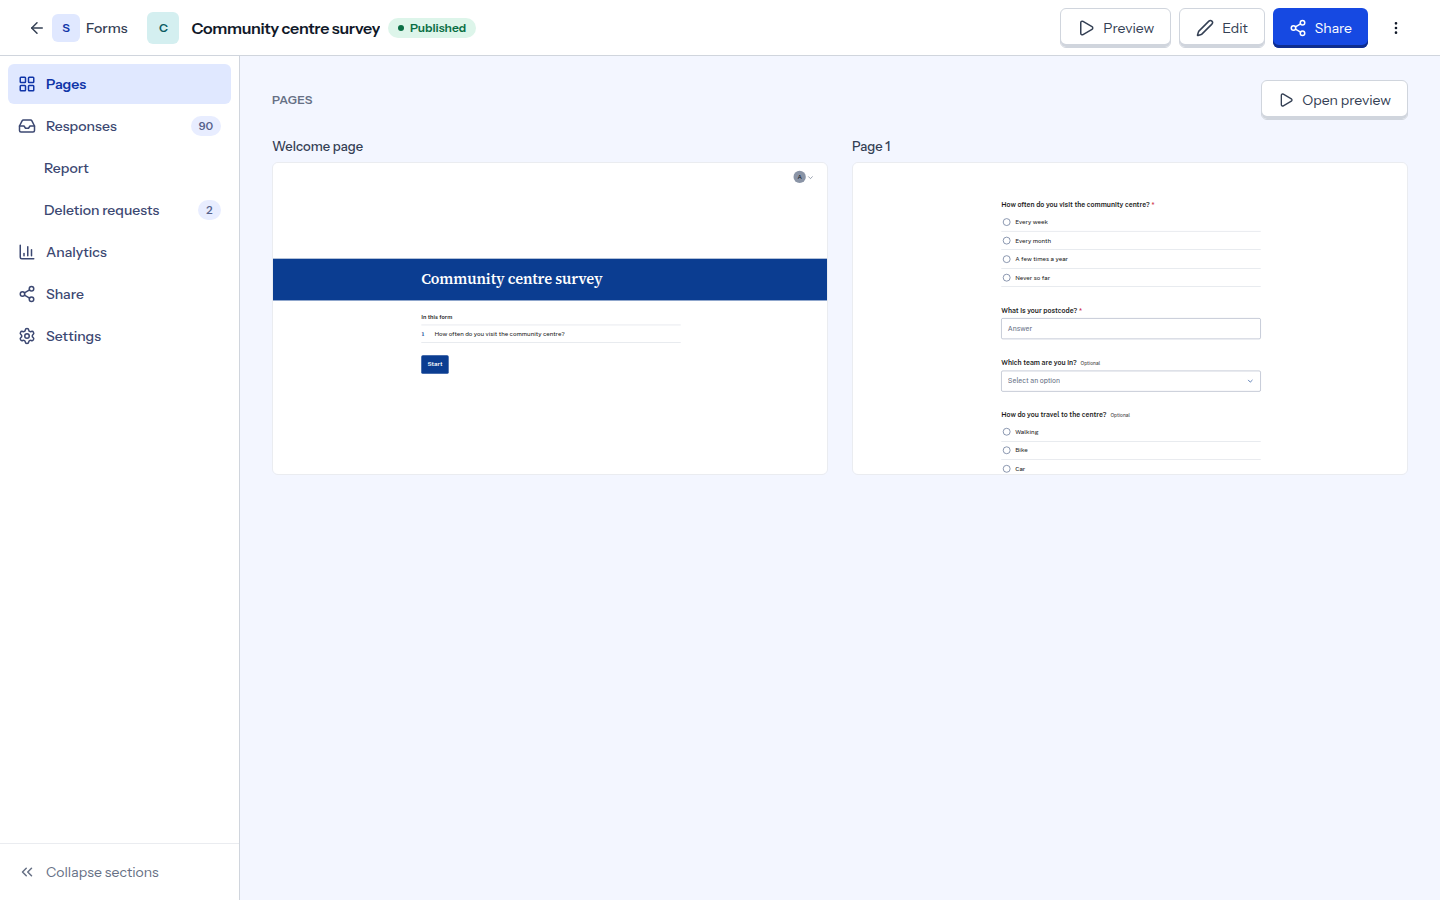 S Forms C Community centre survey Published Preview Edit Share
Pages
Responses 90
Report
Deletion requests 2
Analytics
Share
Settings
Collapse sections
PAGES Open preview
Welcome page
A
Community centre survey
In this form
1 How often do you visit the community centre?
Start
Page 1
How often do you visit the community centre? *
Every week
Every month
A few times a year
Never so far
What is your postcode? *
Answer
Which team are you in? Optional
Select an option
How do you travel to the centre? Optional
Walking
Bike
Car